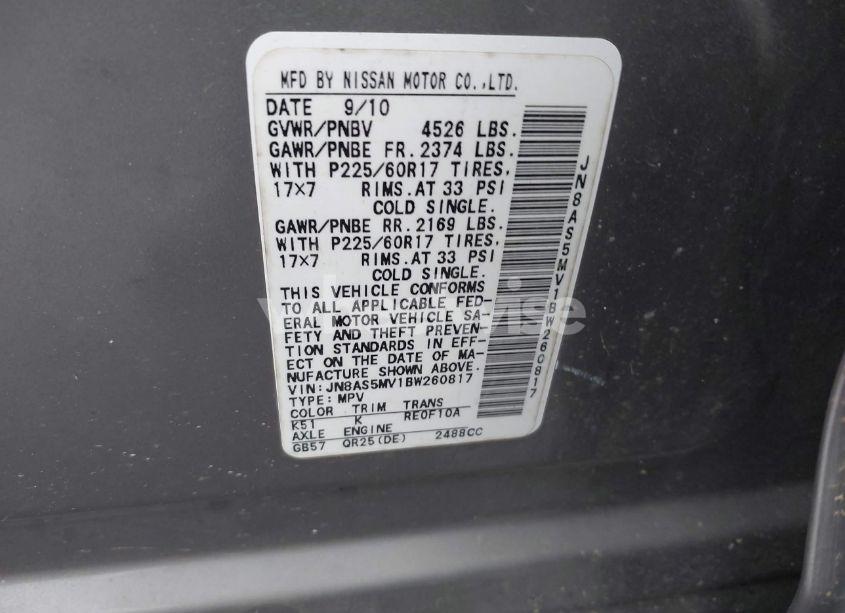 MFD BY NISSAN MOTOR CO.,LTD.
DATE 9/10
GVWR/PNBV 4526 LBS.
GAWR/PNBE FR. 2374 LBS.
WITH P225/60R17 TIRES,
17×7 RIMS.AT 33 PSI
COLD SINGLE.
GAWR/PNBE RR. 2169 LBS.
WITH P225/60R17 TIRES,
17×7 RIMS.AT 33 PSI
COLD SINGLE.
THIS VEHICLE CONFORMS
TO ALL APPLICABLE FED-
ERAL MOTOR VEHICLE SA-
FETY AND THEFT PREVEN-
TION STANDARDS IN EFF-
ECT ON THE DATE OF MA-
NUFACTURE SHOWN ABOVE.
VIN: JN8AS5MV1BW260817
TYPE: MPV
COLOR TRIM TRANS
K51 K RE0F10A
AXLE ENGINE
GB57 QR25(DE) 2488CC
JN8AS5MV1BW260817